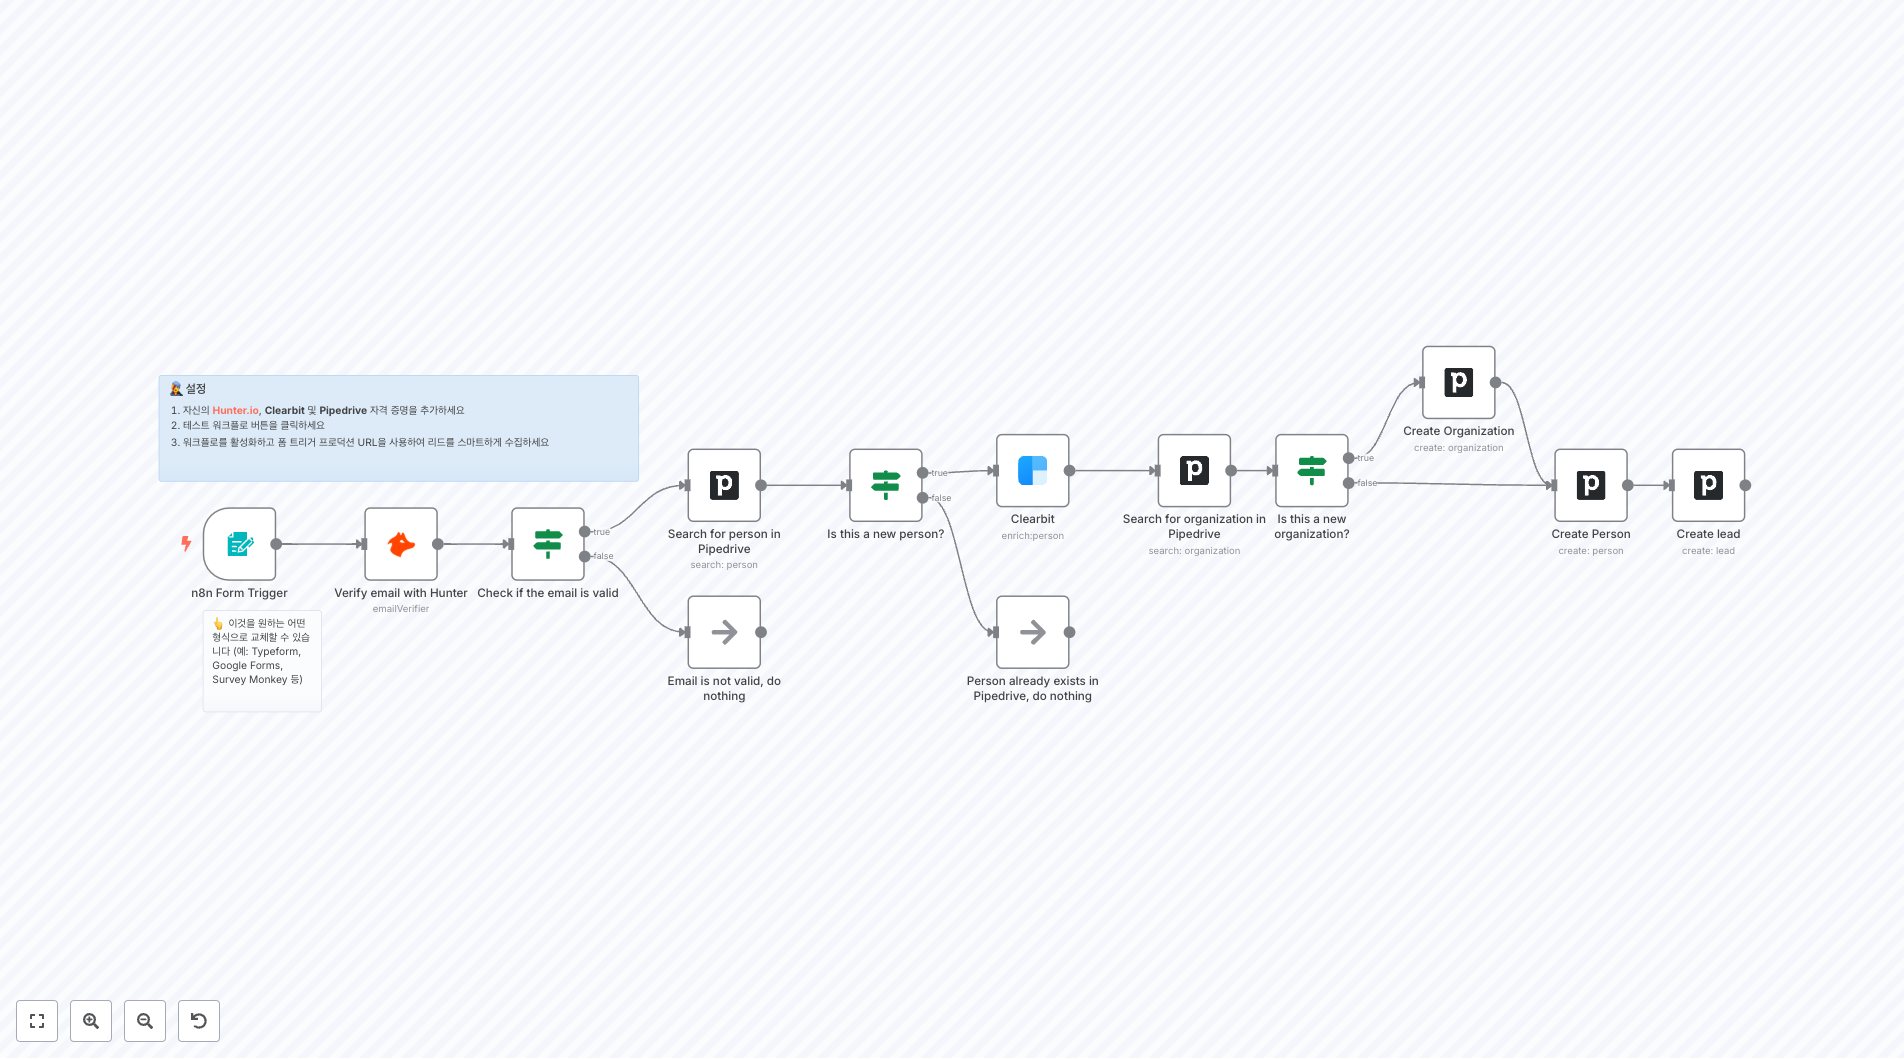 설정
1. 자신의 Hunter.io, Clearbit 및 Pipedrive 자격 증명을 추가하세요
2. 테스트 워크플로 버튼을 클릭하세요
3. 워크플로를 활성화하고 폼 트리거 프로덕션 URL을 사용하여 리드를 스마트하게 수집하세요
n8n Form Trigger
👆 이것을 원하는 어떤
형식으로 교체할 수 있습
니다 (예: Typeform,
Google Forms,
Survey Monkey 등)
Verify email with Hunter
emailVerifier
Check if the email is valid
true
false
Search for person in
Pipedrive
search: person
Email is not valid, do
nothing
Is this a new person?
true
false
Clearbit
enrich:person
Person already exists in
Pipedrive, do nothing
Search for organization in
Pipedrive
search: organization
Is this a new
organization?
true
false
Create Organization
create: organization
Create Person
create: person
Create lead
create: lead